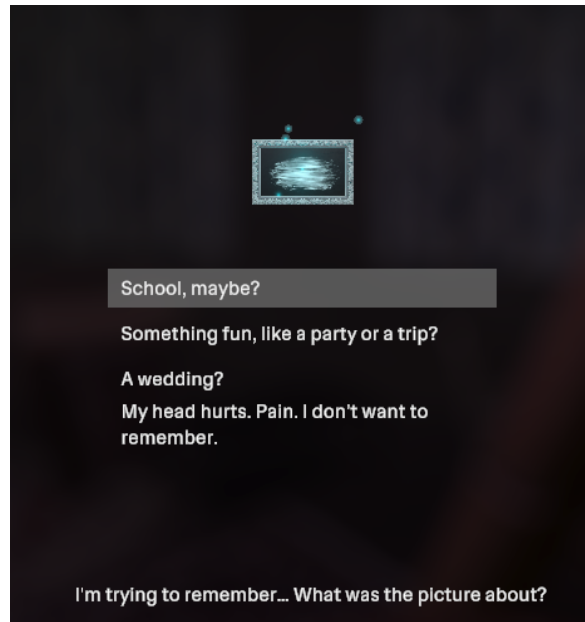 School, maybe?
Something fun, like a party or a trip?
A wedding?
My head hurts. Pain. I don't want to
remember.
I'm trying to remember... What was the picture about?